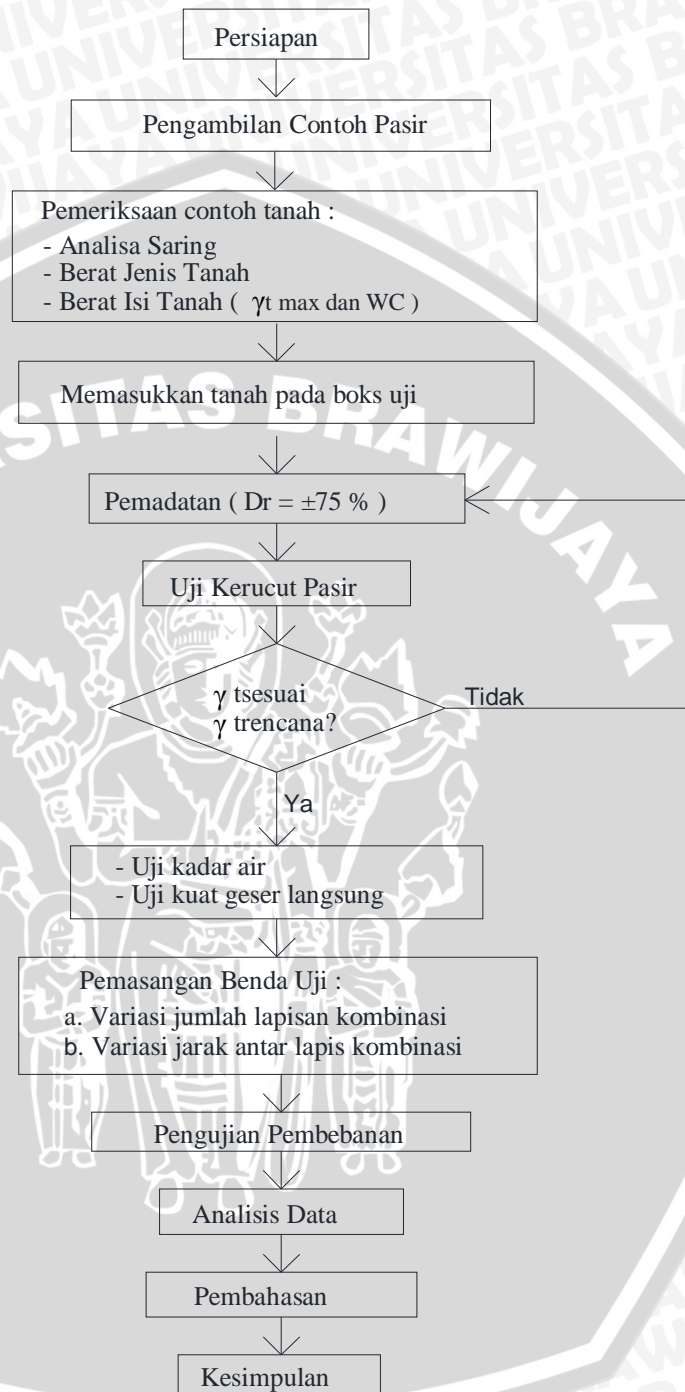 Persiapan
Pengambilan Contoh Pasir
Pemeriksaan contoh tanah :
- Analisa Saring
- Berat Jenis Tanah
- Berat Isi Tanah ( γt max dan WC )
Memasukkan tanah pada boks uji
Pemadatan ( Dr = ±75 % )
Uji Kerucut Pasir
γ tsesuai
γ trencana?
Tidak
Ya
- Uji kadar air
- Uji kuat geser langsung
Pemasangan Benda Uji :
a. Variasi jumlah lapisan kombinasi
b. Variasi jarak antar lapis kombinasi
Pengujian Pembebanan
Analisis Data
Pembahasan
Kesimpulan
SITAS BRAWIJAYA